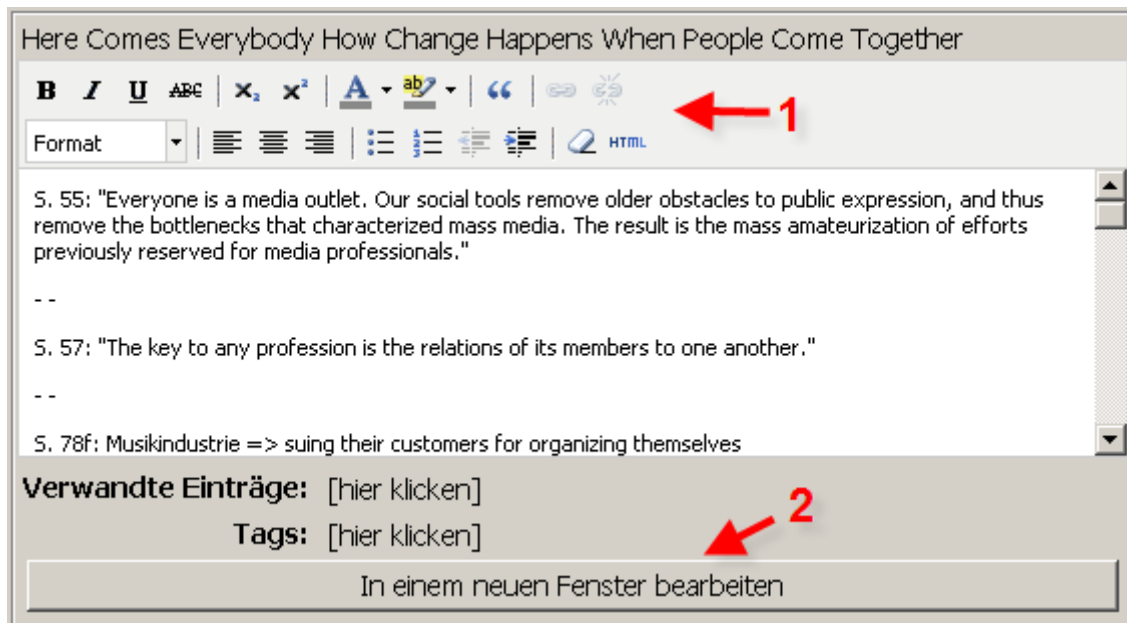 Here Comes Everybody How Change Happens When People Come Together
B I U ABC X₂ X² A ab “
1
Format HTML
S. 55: "Everyone is a media outlet. Our social tools remove older obstacles to public expression, and thus
remove the bottlenecks that characterized mass media. The result is the mass amateurization of efforts
previously reserved for media professionals."
- -
S. 57: "The key to any profession is the relations of its members to one another."
- -
S. 78f: Musikindustrie => suing their customers for organizing themselves
Verwandte Einträge: [hier klicken]
2
Tags: [hier klicken]
In einem neuen Fenster bearbeiten